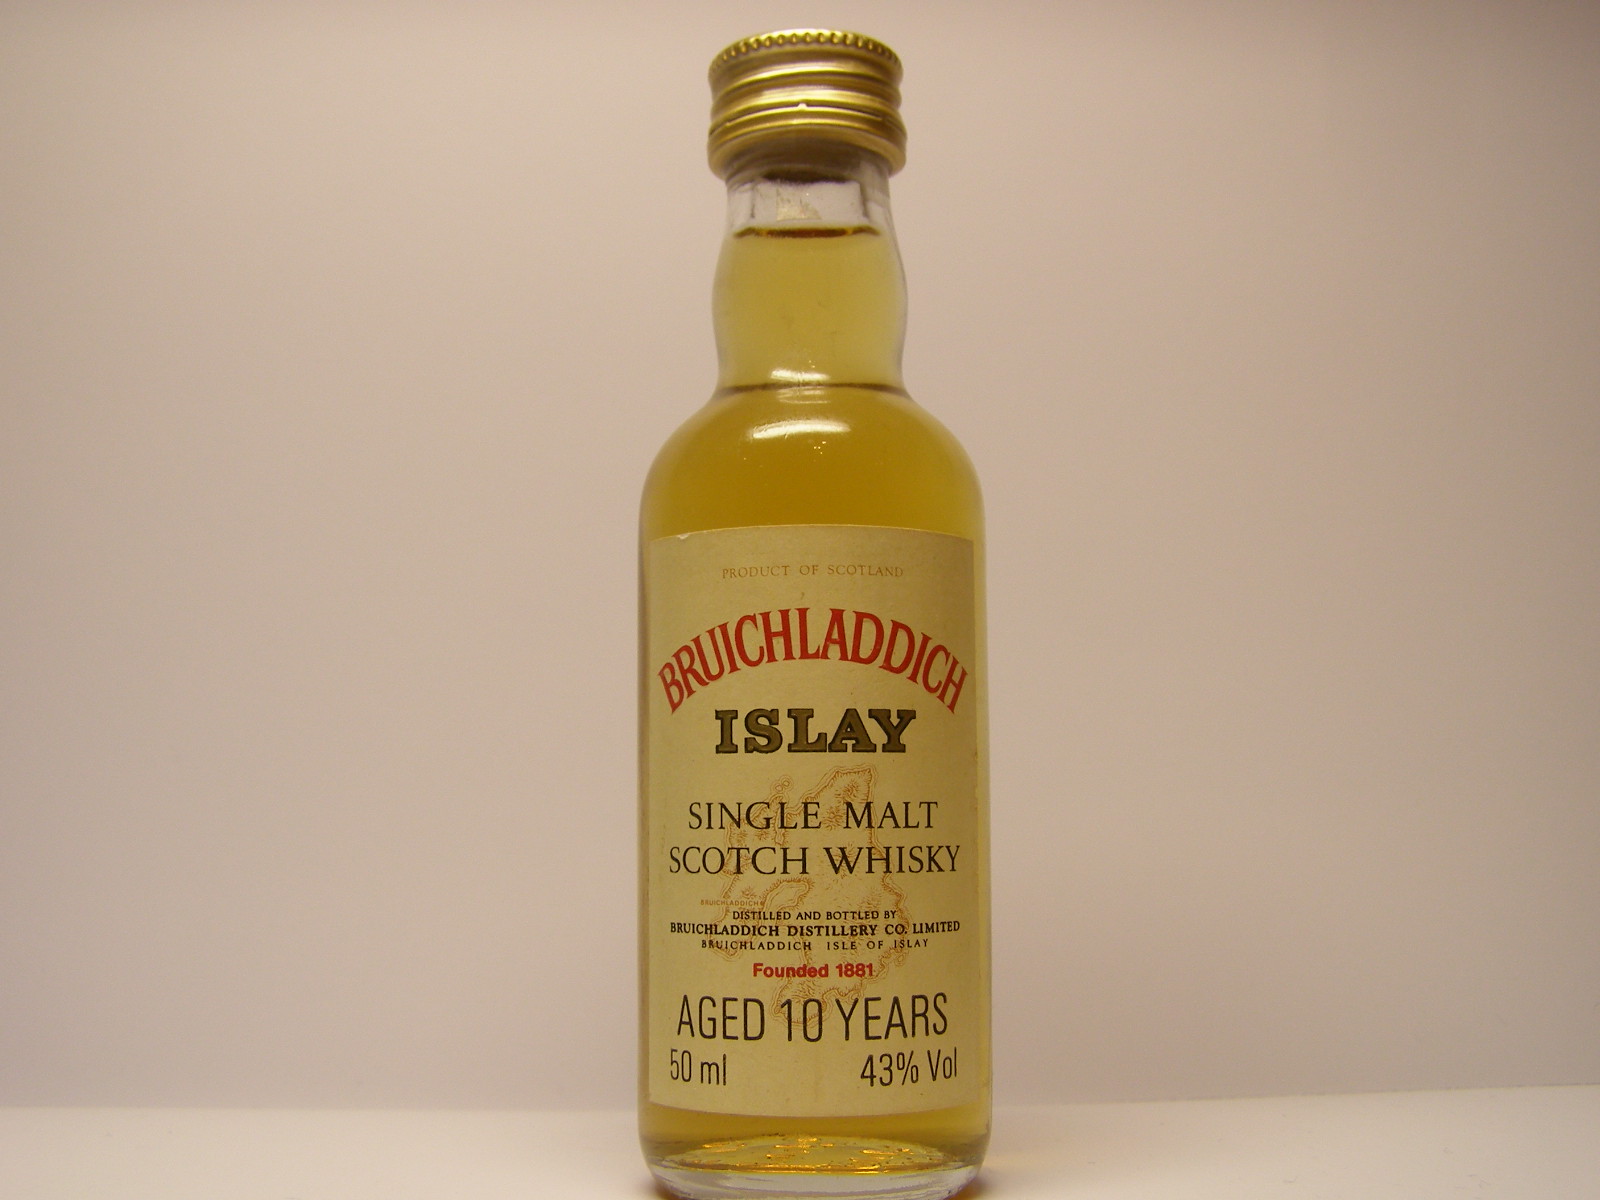 PRODUCT OF SCOTLAND
BRUICHLADDICH
ISLAY
SINGLE MALT
SCOTCH WHISKY
BRUICHLADDICH
DISTILLED AND BOTTLED BY
BRUICHLADDICH DISTILLERY CO. LIMITED
BRUICHLADDICH ISLE OF ISLAY
Founded 1881
AGED 10 YEARS
50 ml 43% Vol